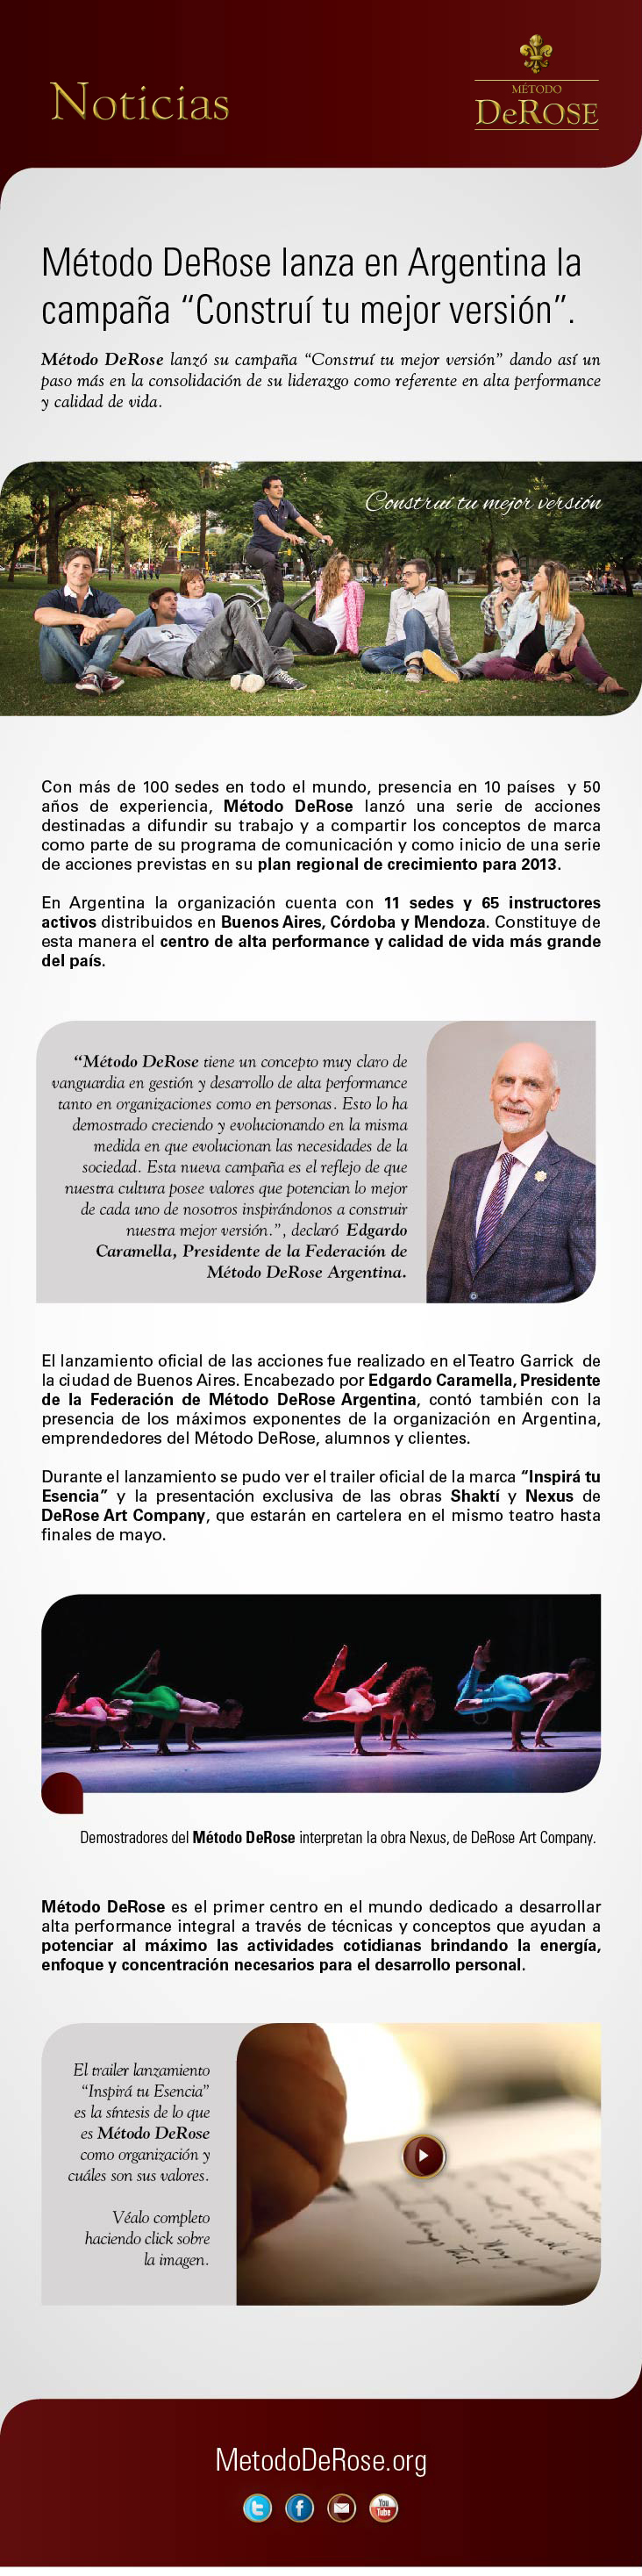 Noticias
MÉTODO
DeROSE
Método DeRose lanza en Argentina la
campaña “Construí tu mejor versión”.
Método DeRose lanzó su campaña “Construí tu mejor versión” dando así un
paso más en la consolidación de su liderazgo como referente en alta performance
y calidad de vida.
Construí tu mejor versión
Con más de 100 sedes en todo el mundo, presencia en 10 países y 50
años de experiencia, Método DeRose lanzó una serie de acciones
destinadas a difundir su trabajo y a compartir los conceptos de marca
como parte de su programa de comunicación y como inicio de una serie
de acciones previstas en su plan regional de crecimiento para 2013.
En Argentina la organización cuenta con 11 sedes y 65 instructores
activos distribuidos en Buenos Aires, Córdoba y Mendoza. Constituye de
esta manera el centro de alta performance y calidad de vida más grande
del país.
“Método DeRose tiene un concepto muy claro de
vanguardia en gestión y desarrollo de alta performance
tanto en organizaciones como en personas. Esto lo ha
demostrado creciendo y evolucionando en la misma
medida en que evolucionan las necesidades de la
sociedad. Esta nueva campaña es el reflejo de que
nuestra cultura posee valores que potencian lo mejor
de cada uno de nosotros inspirándonos a construir
nuestra mejor versión.”, declaró Edgardo
Caramella, Presidente de la Federación de
Método DeRose Argentina.
El lanzamiento oficial de las acciones fue realizado en el Teatro Garrick de
la ciudad de Buenos Aires. Encabezado por Edgardo Caramella, Presidente
de la Federación de Método DeRose Argentina, contó también con la
presencia de los máximos exponentes de la organización en Argentina,
emprendedores del Método DeRose, alumnos y clientes.
Durante el lanzamiento se pudo ver el trailer oficial de la marca “Inspirá tu
Esencia” y la presentación exclusiva de las obras Shaktí y Nexus de
DeRose Art Company, que estarán en cartelera en el mismo teatro hasta
finales de mayo.
Demostradores del Método DeRose interpretan la obra Nexus, de DeRose Art Company.
Método DeRose es el primer centro en el mundo dedicado a desarrollar
alta performance integral a través de técnicas y conceptos que ayudan a
potenciar al máximo las actividades cotidianas brindando la energía,
enfoque y concentración necesarios para el desarrollo personal.
El trailer lanzamiento
“Inspirá tu Esencia”
es la síntesis de lo que
es Método DeRose
como organización y
cuáles son sus valores.
Véalo completo
haciendo click sobre
la imagen.
MetodoDeRose.org
You
Tube